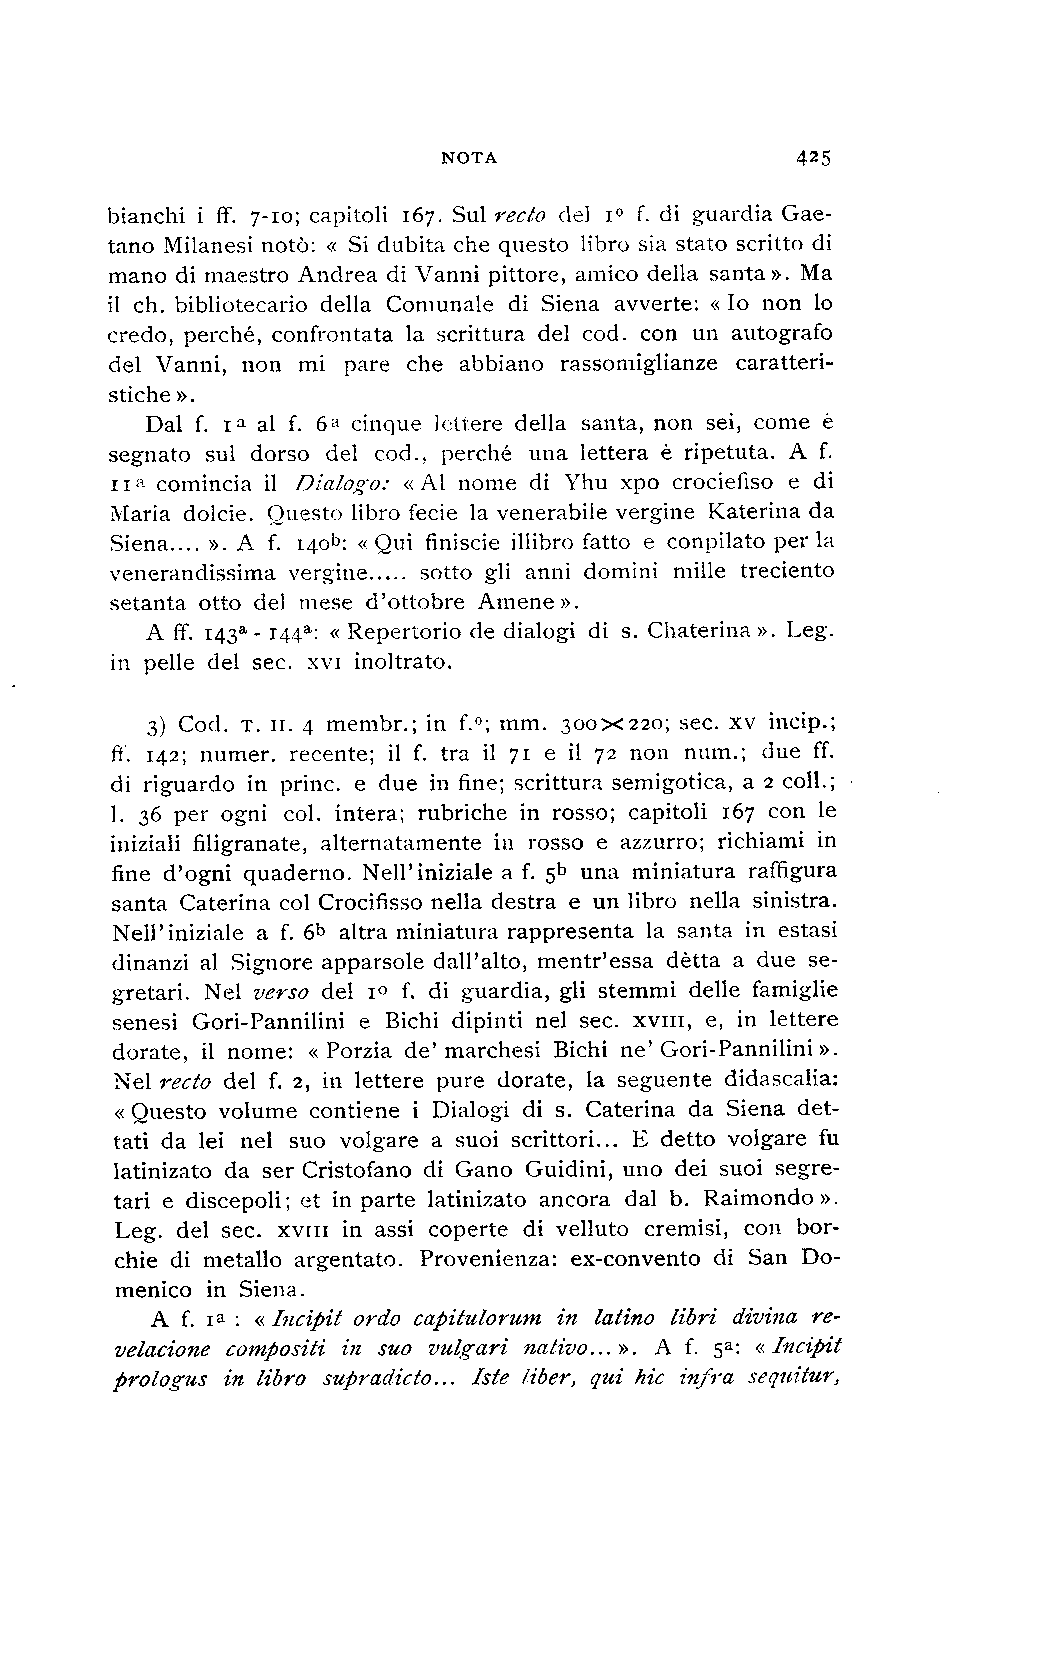 NOTA 425
bianchi i ff. 7-10; capitoli 167. Sul recto del 1º f. di guardia Gae-
tano Milanesi notò: « Si dubita che questo libro sia stato scritto di
mano di maestro Andrea di Vanni pittore, amico della santa ». Ma
il ch. bibliotecario della Comunale di Siena avverte: « Io non lo
credo, perché, confrontata la scrittura del cod. con un autografo
del Vanni, non mi pare che abbiano rassomiglianze caratteri-
stiche ».
Dal f. 1ª al f. 6ª cinque lettere della santa, non sei, come è
segnato sul dorso del cod., perché una lettera è ripetuta. A f.
11ª comincia il Dialogo: « Al nome di Yhu xpo crociefiso e di
Maria dolcie. Questo libro fecie la venerabile vergine Katerina da
Siena.... ». A f. 140ᵇ: « Qui finiscie illibro fatto e conpilato per la
venerandissima vergine..... sotto gli anni domini mille treciento
setanta otto del mese d'ottobre Amene ».
A ff. 143ª - 144ª: « Repertorio de dialogi di s. Chaterina ». Leg.
in pelle del sec. XVI inoltrato.
3) Cod. T. II. 4 membr.; in f.º; mm. 300×220; sec. XV incip.;
ff. 142; numer. recente; il f. tra il 71 e il 72 non num.; due ff.
di riguardo in princ. e due in fine; scrittura semigotica, a 2 coll.;
l. 36 per ogni col. intera; rubriche in rosso; capitoli 167 con le
iniziali filigranate, alternatamente in rosso e azzurro; richiami in
fine d'ogni quaderno. Nell'iniziale a f. 5ᵇ una miniatura raffigura
santa Caterina col Crocifisso nella destra e un libro nella sinistra.
Nell'iniziale a f. 6ᵇ altra miniatura rappresenta la santa in estasi
dinanzi al Signore apparsole dall'alto, mentr'essa dètta a due se-
gretari. Nel verso del 1º f. di guardia, gli stemmi delle famiglie
senesi Gori-Pannilini e Bichi dipinti nel sec. XVIII, e, in lettere
dorate, il nome: « Porzia de' marchesi Bichi ne' Gori-Pannilini ».
Nel recto del f. 2, in lettere pure dorate, la seguente didascalia:
« Questo volume contiene i Dialogi di s. Caterina da Siena det-
tati da lei nel suo volgare a suoi scrittori... E detto volgare fu
latinizato da ser Cristofano di Gano Guidini, uno dei suoi segre-
tari e discepoli; et in parte latinizato ancora dal b. Raimondo ».
Leg. del sec. XVIII in assi coperte di velluto cremisi, con bor-
chie di metallo argentato. Provenienza: ex-convento di San Do-
menico in Siena.
A f. 1ª : « Incipit ordo capitulorum in latino libri divina re-
velacione compositi in suo vulgari nativo... ». A f. 5ª: « Incipit
prologus in libro supradicto... Iste liber, qui hic infra sequitur,